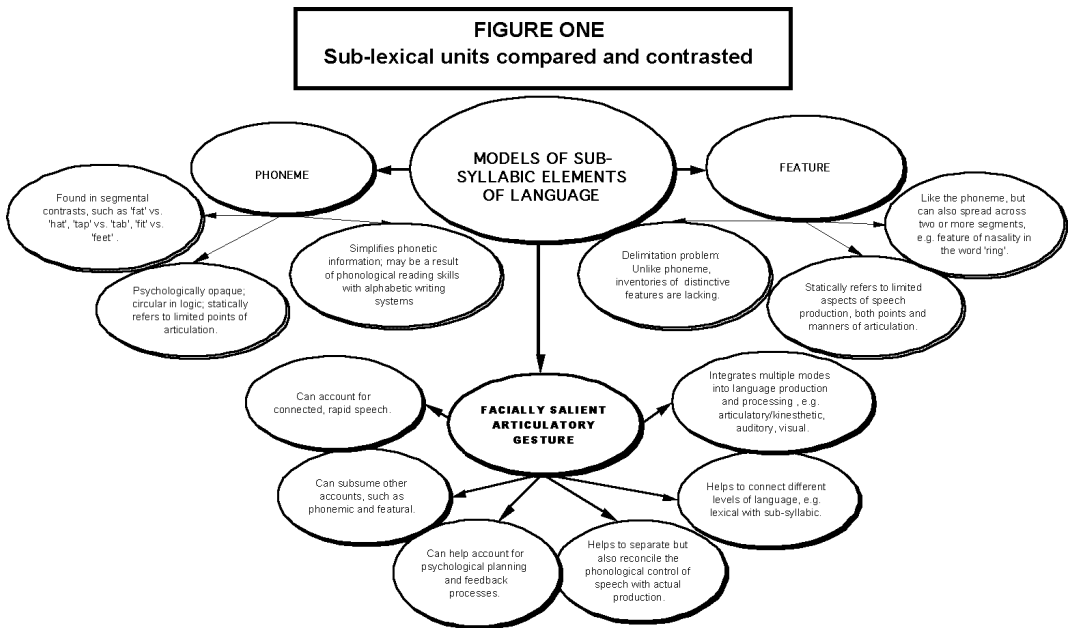 FIGURE ONE
Sub-lexical units compared and contrasted
MODELS OF SUB-
SYLLABIC ELEMENTS
OF LANGUAGE
PHONEME
Found in segmental
contrasts, such as 'fat' vs.
'hat', 'tap' vs. 'tab', 'fit' vs.
'feet' .
Psychologically opaque;
circular in logic; statically
refers to limited points of
articulation.
Simplifies phonetic
information; may be a result
of phonological reading skills
with alphabetic writing
systems
FEATURE
Delimitation problem:
Unlike phoneme,
inventories of distinctive
features are lacking.
Statically refers to limited
aspects of speech
production, both points and
manners of articulation.
Like the phoneme, but
can also spread across
two or more segments,
e.g. feature of nasality in
the word 'ring'.
FACIALLY SALIENT
ARTICULATORY
GESTURE
Can account for
connected, rapid speech.
Can subsume other
accounts, such as
phonemic and featural.
Can help account for
psychological planning
and feedback
processes.
Helps to separate but
also reconcile the
phonological control of
speech with actual
production.
Helps to connect different
levels of language, e.g.
lexical with sub-syllabic.
Integrates multiple modes
into language production
and processing , e.g.
articulatory/kinesthetic,
auditory, visual.